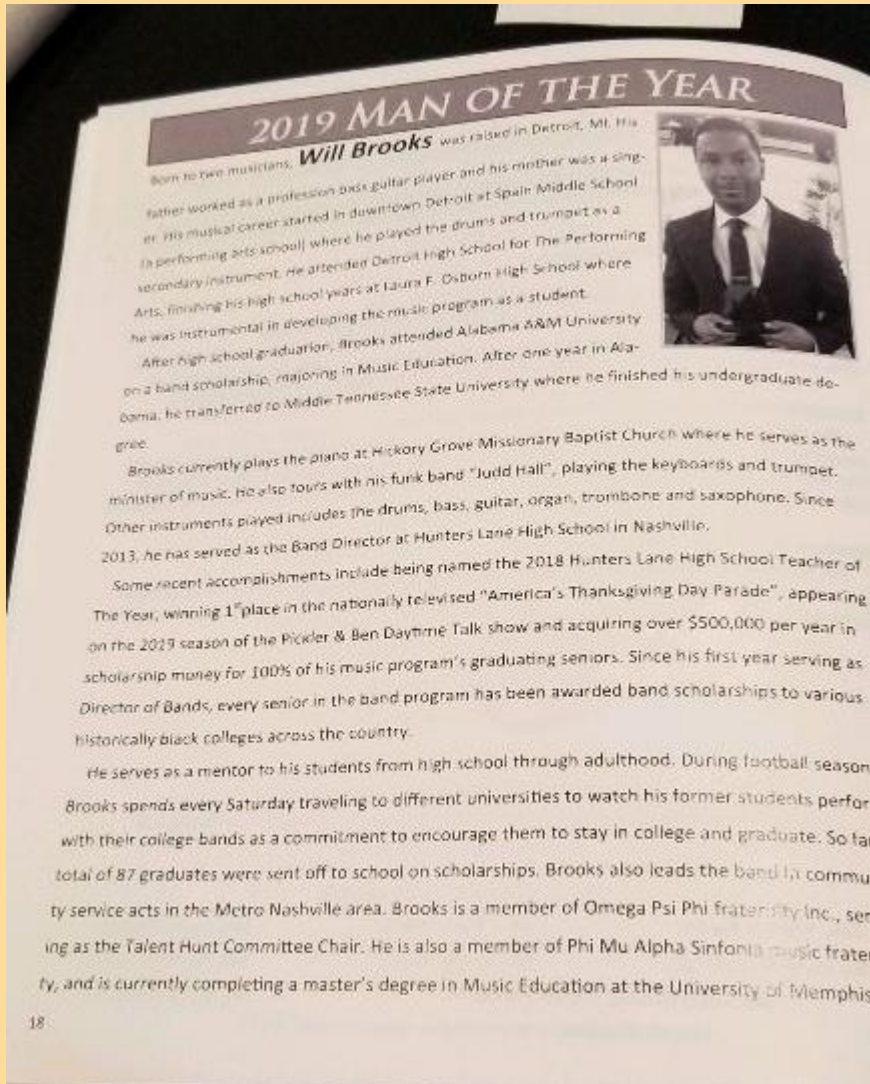 2019 MAN OF THE YEAR
Born to two musicians, Will Brooks was raised in Detroit, MI. His
father worked as a profession bass guitar player and his mother was a sing-
er. His musical career started in downtown Detroit at Spain Middle School
(a performing arts school) where he played the drums and trumpet as a
secondary instrument. He attended Detroit High School for The Performing
Arts, finishing his high school years at Laura F. Osborn High School where
he was instrumental in developing the music program as a student.
After high school graduation, Brooks attended Alabama A&M University
on a band scholarship, majoring in Music Education. After one year in Ala-
bama, he transferred to Middle Tennessee State University where he finished his undergraduate de-
gree.
Brooks currently plays the piano at Hickory Grove Missionary Baptist Church where he serves as the
minister of music. He also tours with his funk band "Judd Hall", playing the keyboards and trumpet.
Other instruments played includes the drums, bass, guitar, organ, trombone and saxophone. Since
2013, he has served as the Band Director at Hunters Lane High School in Nashville.
Some recent accomplishments include being named the 2018 Hunters Lane High School Teacher of
The Year, winning 1st place in the nationally televised "America's Thanksgiving Day Parade", appearing
on the 2019 season of the Pickler & Ben Daytime Talk show and acquiring over $500,000 per year in
scholarship money for 100% of his music program's graduating seniors. Since his first year serving as
Director of Bands, every senior in the band program has been awarded band scholarships to various
historically black colleges across the country.
He serves as a mentor to his students from high school through adulthood. During football season
Brooks spends every Saturday traveling to different universities to watch his former students perfor
with their college bands as a commitment to encourage them to stay in college and graduate. So far
total of 87 graduates were sent off to school on scholarships. Brooks also leads the band in commu
ty service acts in the Metro Nashville area. Brooks is a member of Omega Psi Phi fraternity Inc., ser
ing as the Talent Hunt Committee Chair. He is also a member of Phi Mu Alpha Sinfonia music frater
ty, and is currently completing a master's degree in Music Education at the University of Memphis
18